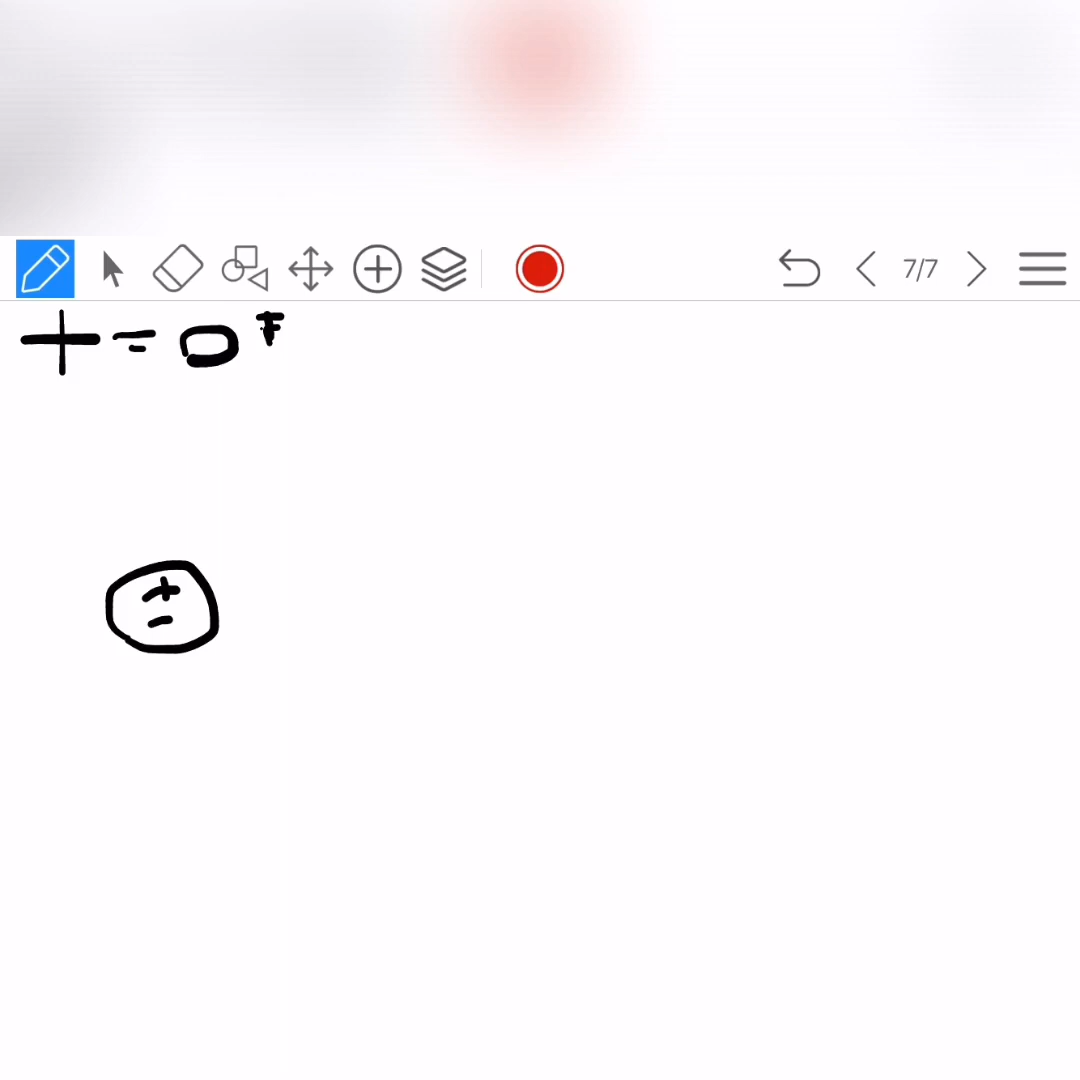 7/7
+ = 0
+
-